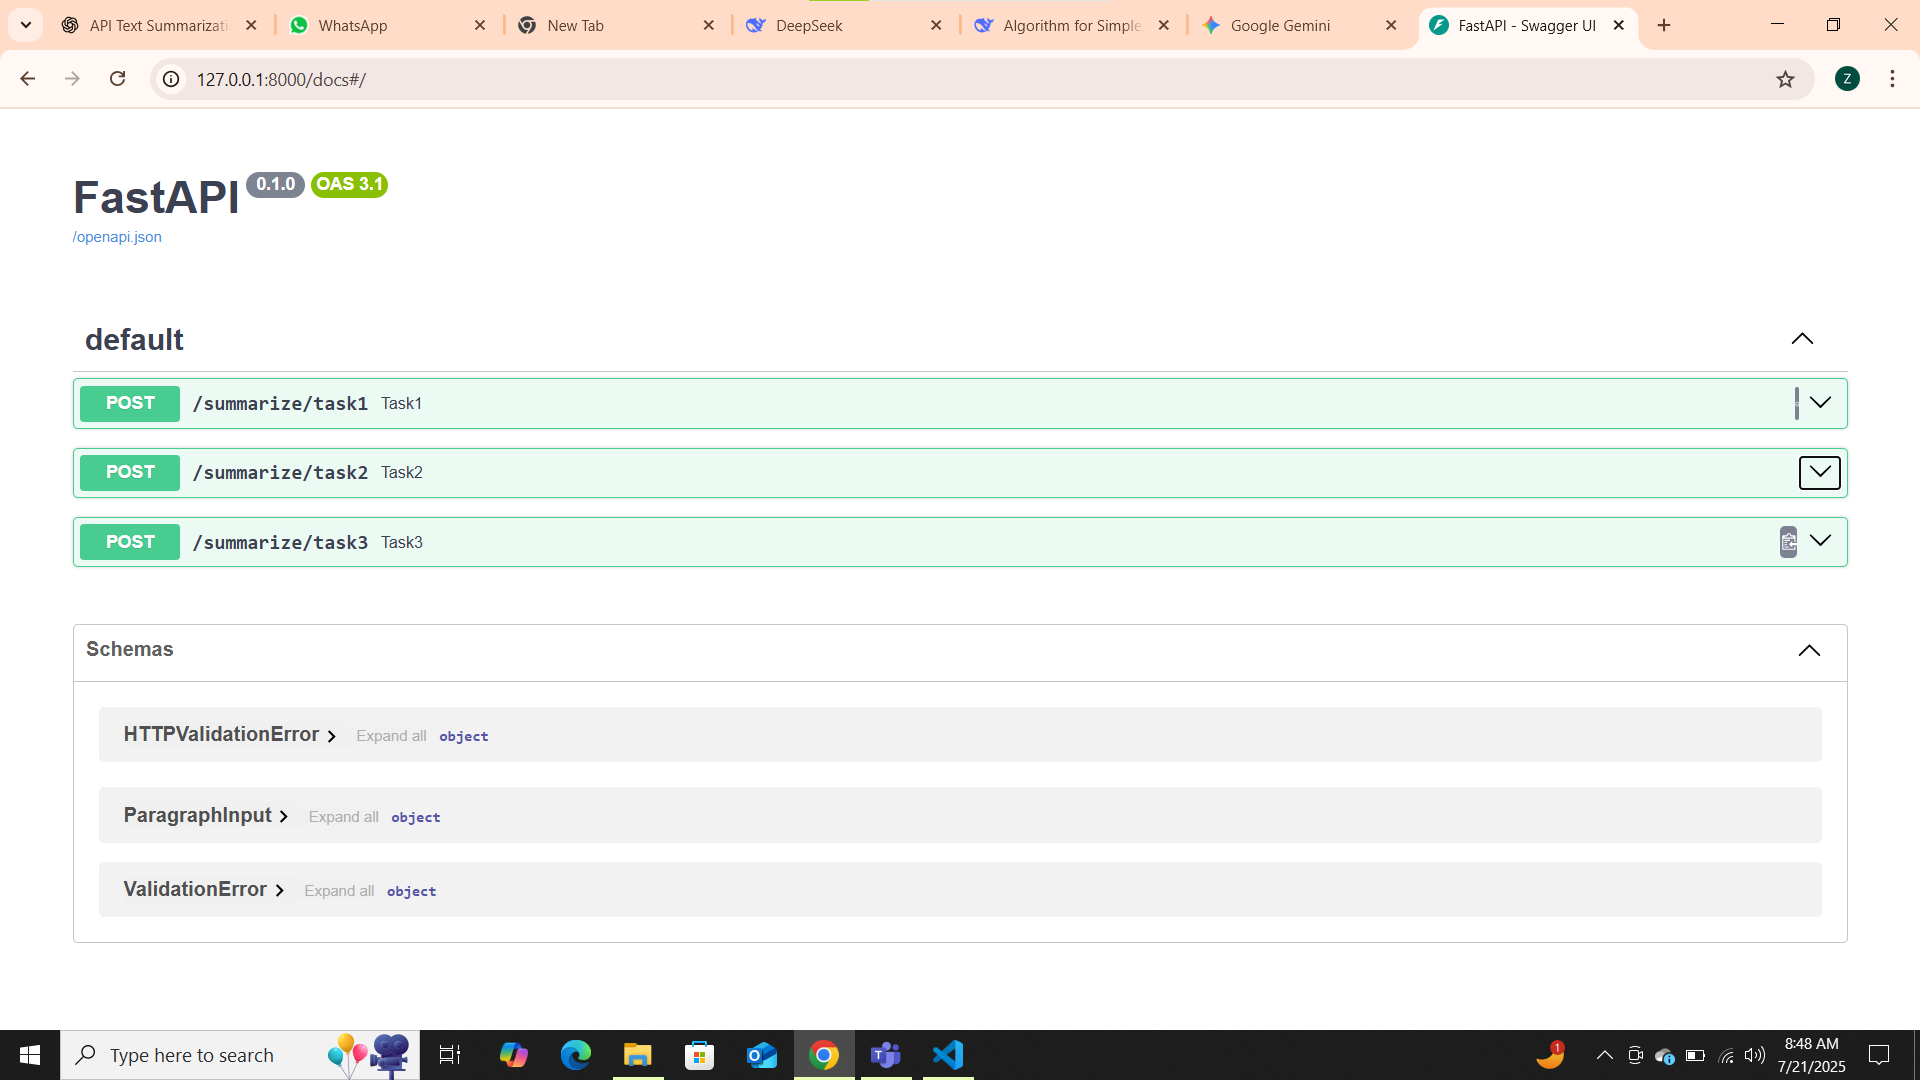 API Text Summarizati
WhatsApp
New Tab
DeepSeek
Algorithm for Simple
Google Gemini
FastAPI - Swagger UI
127.0.0.1:8000/docs#/
Z
FastAPI 0.1.0 OAS 3.1
/openapi.json
default
POST /summarize/task1 Task1
POST /summarize/task2 Task2
POST /summarize/task3 Task3
Schemas
HTTPValidationError Expand all object
ParagraphInput Expand all object
ValidationError Expand all object
Type here to search
1
8:48 AM
7/21/2025